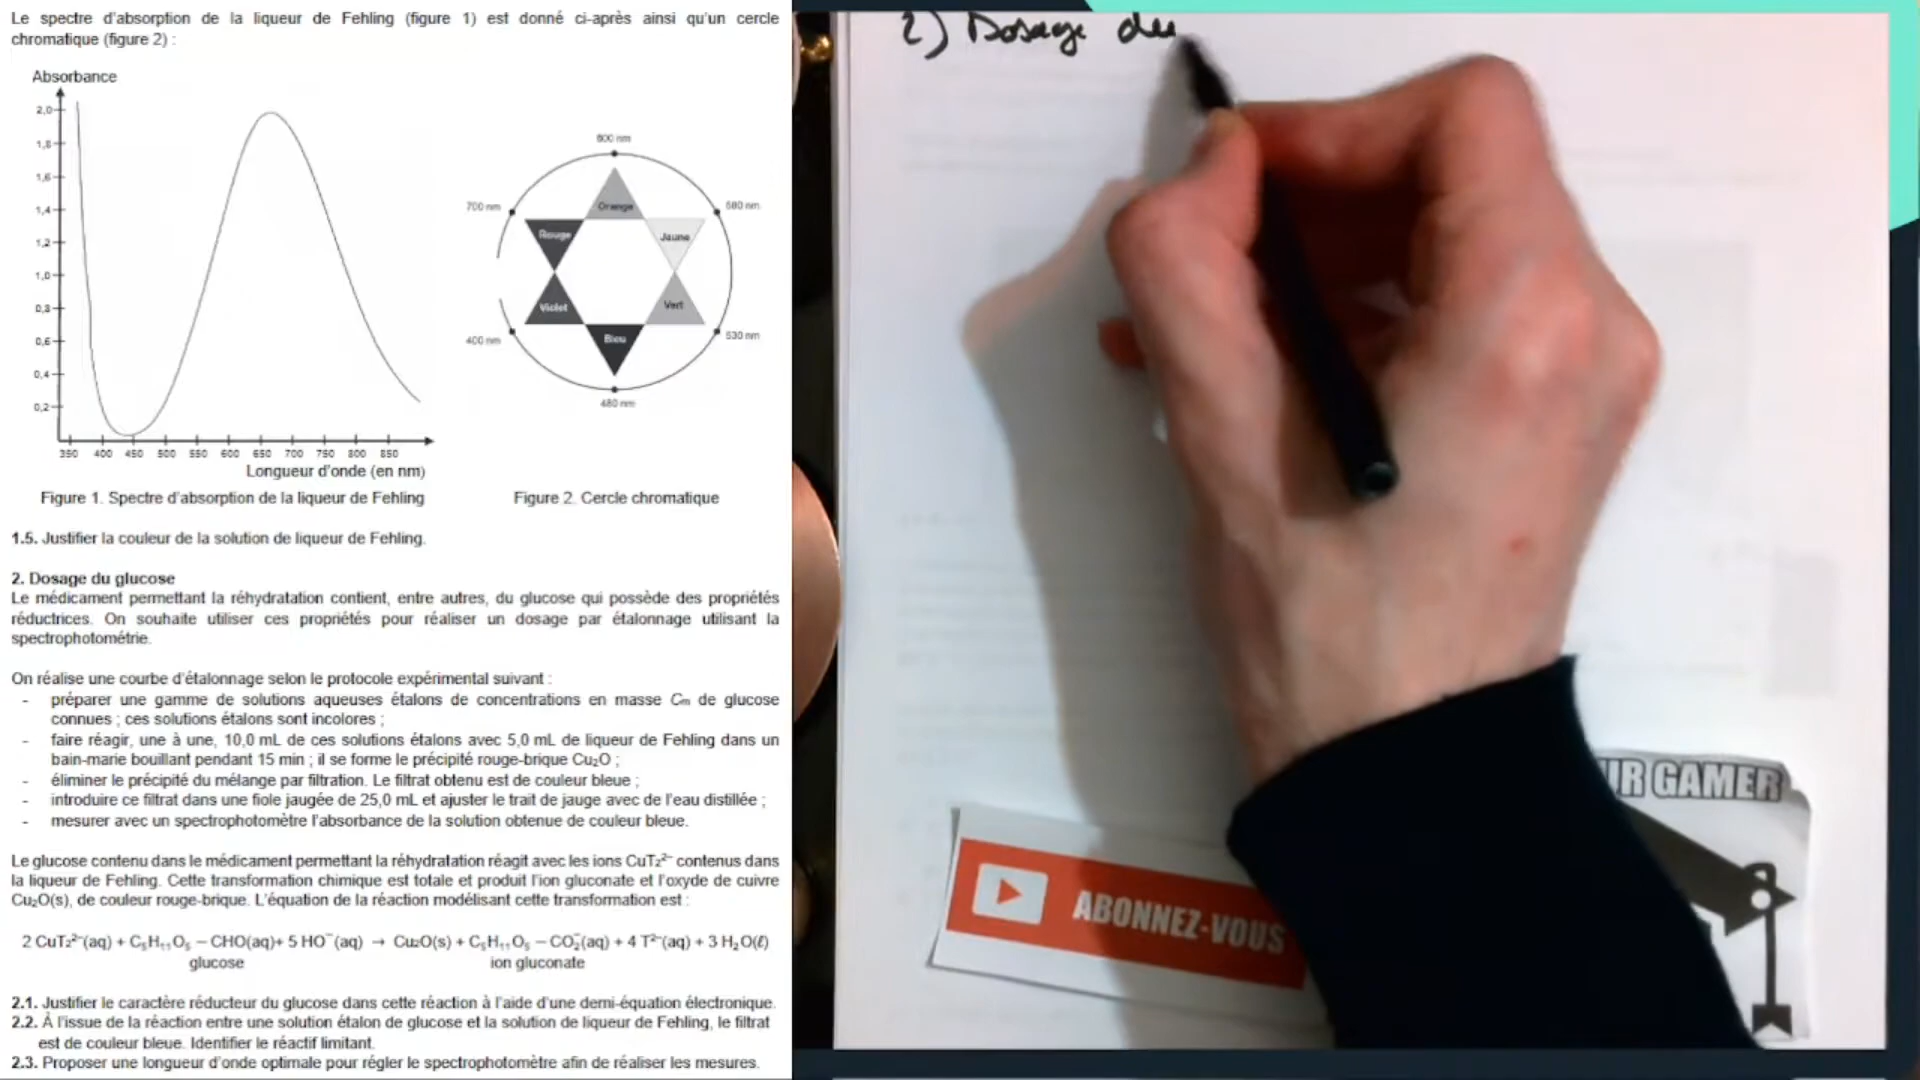 Le spectre d'absorption de la liqueur de Fehling (figure 1) est donné ci-après ainsi qu'un cercle
chromatique (figure 2) :
Absorbance
2,0
1,8
1,6
1,4
1,2
1,0
0,8
0,6
0,4
0,2
350 400 450 500 550 600 650 700 750 800 850
Longueur d'onde (en nm)
Figure 1. Spectre d'absorption de la liqueur de Fehling
600 nm
700 nm
580 nm
Orange
Rouge
Jaune
Violet
Vert
Bleu
400 nm
530 nm
480 nm
Figure 2. Cercle chromatique
1.5. Justifier la couleur de la solution de liqueur de Fehling.
2. Dosage du glucose
Le médicament permettant la réhydratation contient, entre autres, du glucose qui possède des propriétés
réductrices. On souhaite utiliser ces propriétés pour réaliser un dosage par étalonnage utilisant la
spectrophotométrie.
On réalise une courbe d'étalonnage selon le protocole expérimental suivant :
- préparer une gamme de solutions aqueuses étalons de concentrations en masse Cm de glucose
connues ; ces solutions étalons sont incolores ;
- faire réagir, une à une, 10,0 mL de ces solutions étalons avec 5,0 mL de liqueur de Fehling dans un
bain-marie bouillant pendant 15 min ; il se forme le précipité rouge-brique Cu₂O ;
- éliminer le précipité du mélange par filtration. Le filtrat obtenu est de couleur bleue ;
- introduire ce filtrat dans une fiole jaugée de 25,0 mL et ajuster le trait de jauge avec de l'eau distillée ;
- mesurer avec un spectrophotomètre l'absorbance de la solution obtenue de couleur bleue.
Le glucose contenu dans le médicament permettant la réhydratation réagit avec les ions CuT₂²⁻ contenus dans
la liqueur de Fehling. Cette transformation chimique est totale et produit l'ion gluconate et l'oxyde de cuivre
Cu₂O(s), de couleur rouge-brique. L'équation de la réaction modélisant cette transformation est :
2 CuT₂²⁻(aq) + C₅H₁₁O₅ – CHO(aq)+ 5 HO⁻(aq) → Cu₂O(s) + C₅H₁₁O₅ – CO₂⁻(aq) + 4 T²⁻(aq) + 3 H₂O(ℓ)
glucose ion gluconate
2.1. Justifier le caractère réducteur du glucose dans cette réaction à l'aide d'une demi-équation électronique.
2.2. À l'issue de la réaction entre une solution étalon de glucose et la solution de liqueur de Fehling, le filtrat
est de couleur bleue. Identifier le réactif limitant.
2.3. Proposer une longueur d'onde optimale pour régler le spectrophotomètre afin de réaliser les mesures.
2) Dosage du
UR GAMER
ABONNEZ-VOUS